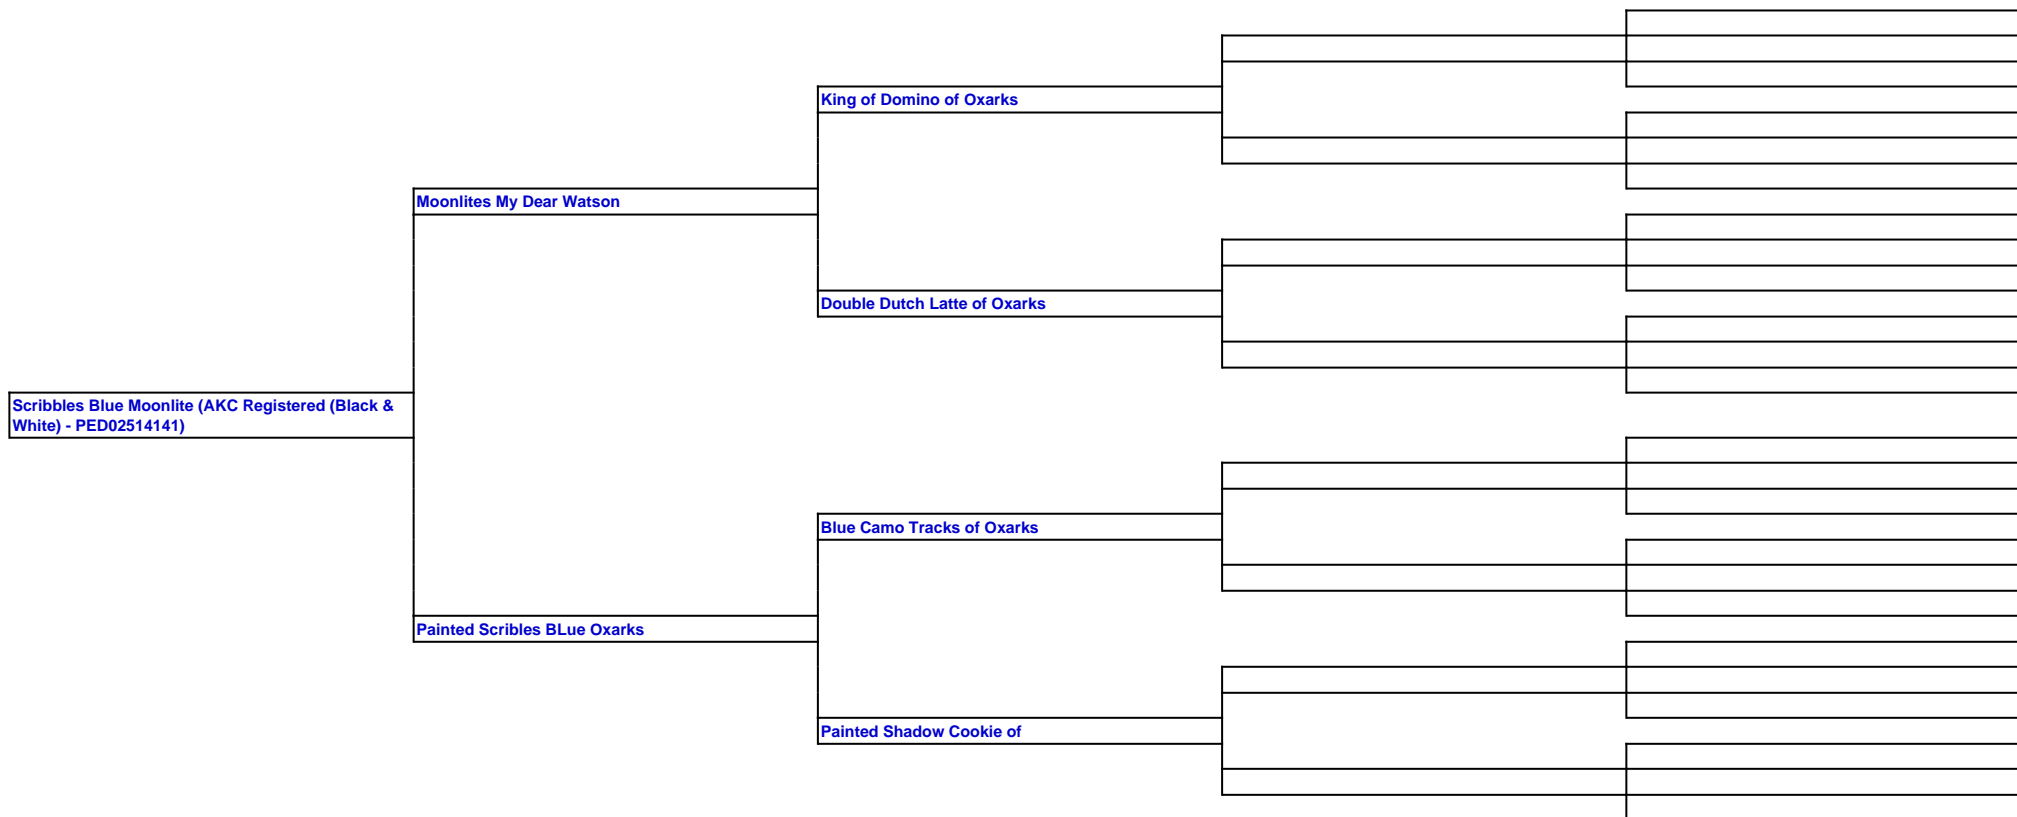 King of Domino of Oxarks
Moonlites My Dear Watson
Double Dutch Latte of Oxarks
Scribbles Blue Moonlite (AKC Registered (Black &
White) - PED02514141)
Blue Camo Tracks of Oxarks
Painted Scribles BLue Oxarks
Painted Shadow Cookie of